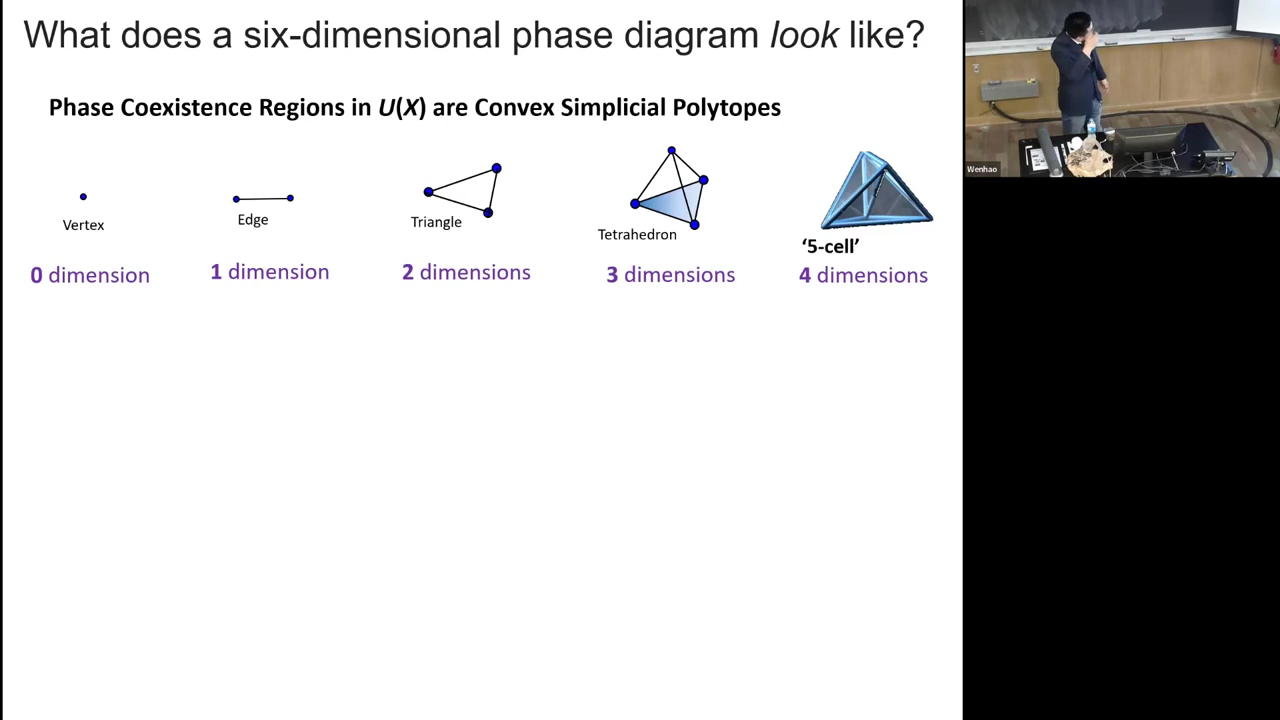 What does a six-dimensional phase diagram look like?
Phase Coexistence Regions in U(X) are Convex Simplicial Polytopes
Vertex
Edge
Triangle
Tetrahedron
‘5-cell’
0 dimension
1 dimension
2 dimensions
3 dimensions
4 dimensions
Wenhao